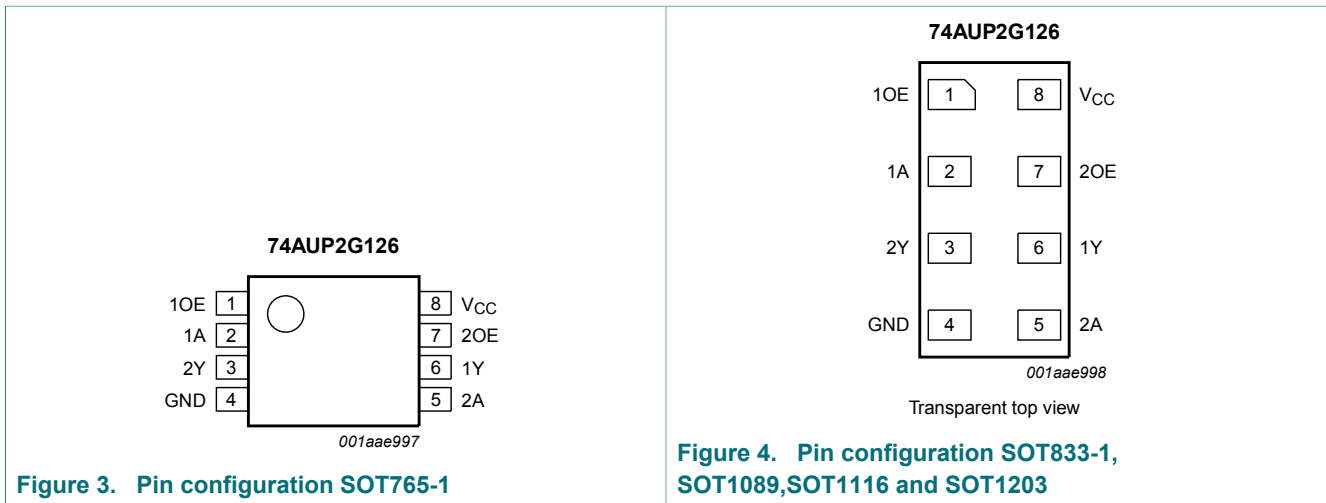 74AUP2G126
1OE 1 8 VCC
1A 2 7 2OE
2Y 3 6 1Y
GND 4 5 2A
001aae997
Figure 3. Pin configuration SOT765-1
74AUP2G126
1OE 1 8 VCC
1A 2 7 2OE
2Y 3 6 1Y
GND 4 5 2A
001aae998
Transparent top view
Figure 4. Pin configuration SOT833-1,
SOT1089,SOT1116 and SOT1203